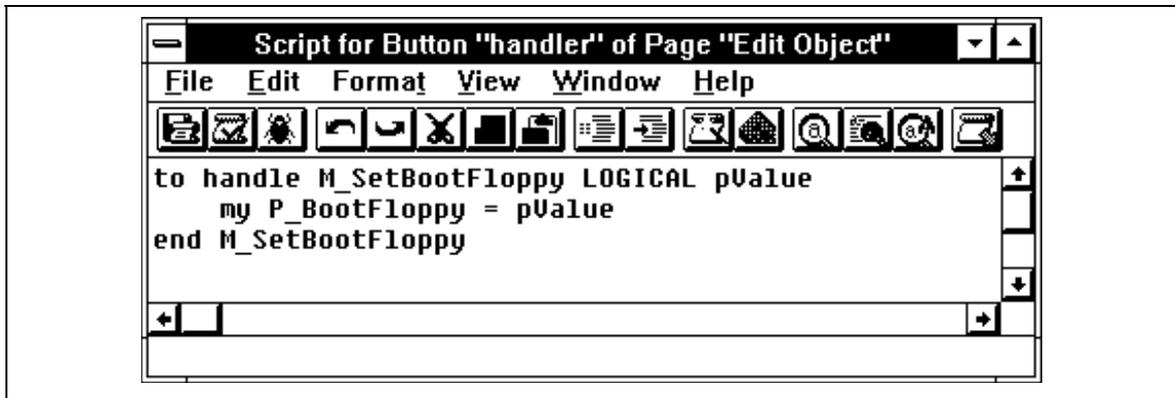 Script for Button "handler" of Page "Edit Object"
File Edit Format View Window Help
to handle M_SetBootFloppy LOGICAL pValue
    my P_BootFloppy = pValue
end M_SetBootFloppy